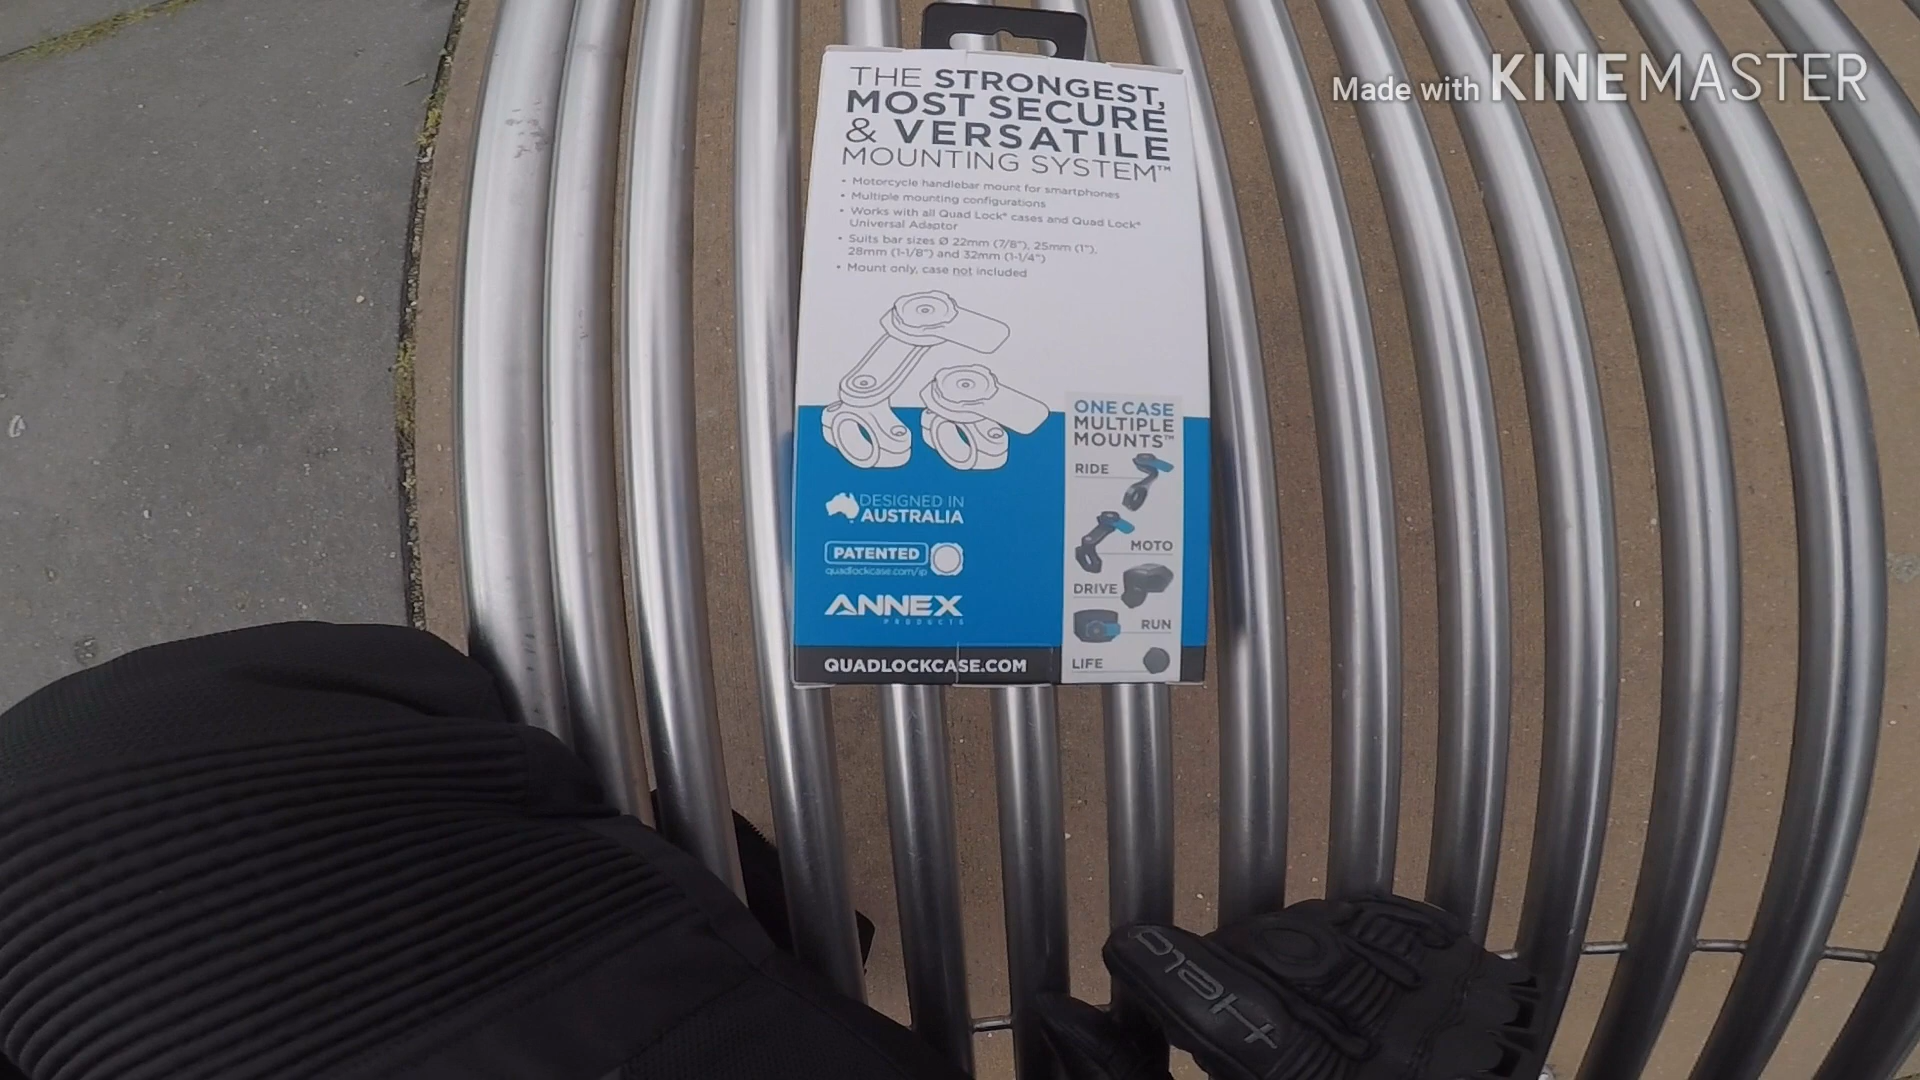 Made with KINEMASTER
THE STRONGEST,
MOST SECURE
& VERSATILE
MOUNTING SYSTEM™
• Motorcycle handlebar mount for smartphones
• Multiple mounting configurations
• Works with all Quad Lock® cases and Quad Lock®
Universal Adaptor
• Suits bar sizes Ø 22mm (7/8"), 25mm (1"),
28mm (1-1/8") and 32mm (1-1/4")
• Mount only, case not included
ONE CASE
MULTIPLE
MOUNTS™
RIDE
MOTO
DRIVE
RUN
LIFE
DESIGNED IN
AUSTRALIA
PATENTED
quadlockcase.com/ip
ANNEX
PRODUCTS
QUADLOCKCASE.COM
Held